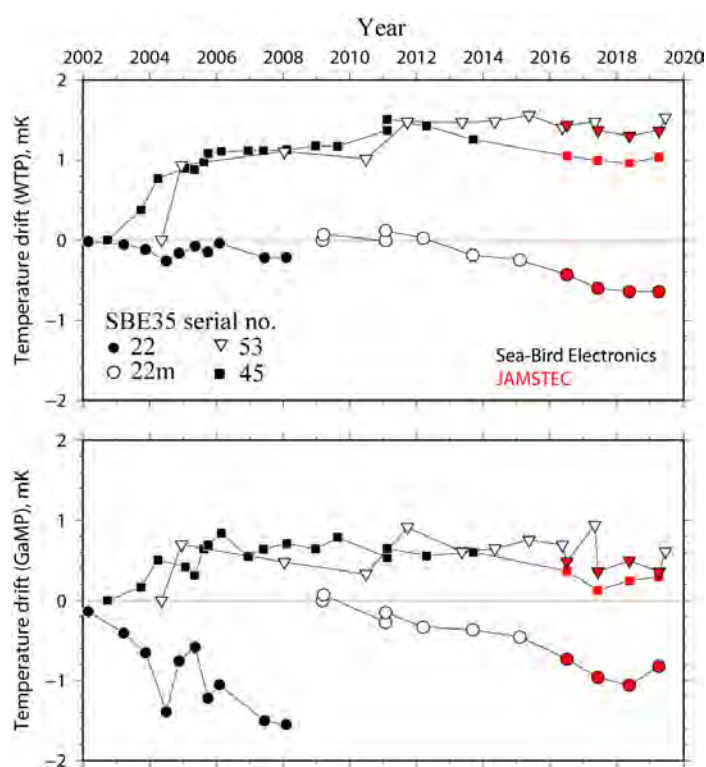 Year
2002 2004 2006 2008 2010 2012 2014 2016 2018 2020
Temperature drift (WTP), mK
2
1
0
−1
−2
SBE35 serial no.
22 53
22m 45
Sea-Bird Electronics
JAMSTEC
Temperature drift (GaMP), mK
2
1
0
−1
−2